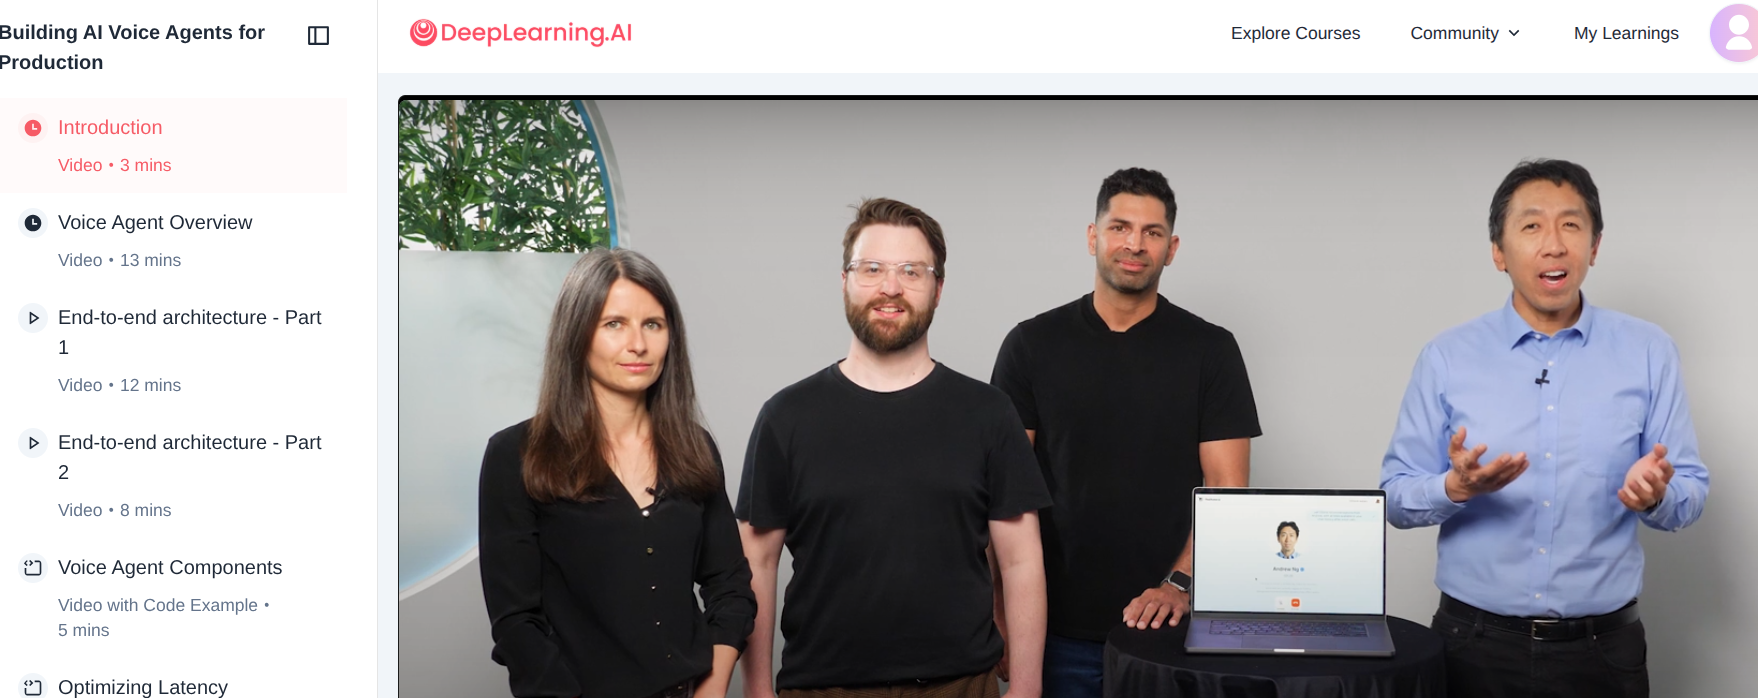 Building AI Voice Agents for
Production
Introduction
Video • 3 mins
Voice Agent Overview
Video • 13 mins
End-to-end architecture - Part
1
Video • 12 mins
End-to-end architecture - Part
2
Video • 8 mins
Voice Agent Components
Video with Code Example •
5 mins
Optimizing Latency
DeepLearning.AI
Explore Courses
Community
My Learnings
Andrew Ng